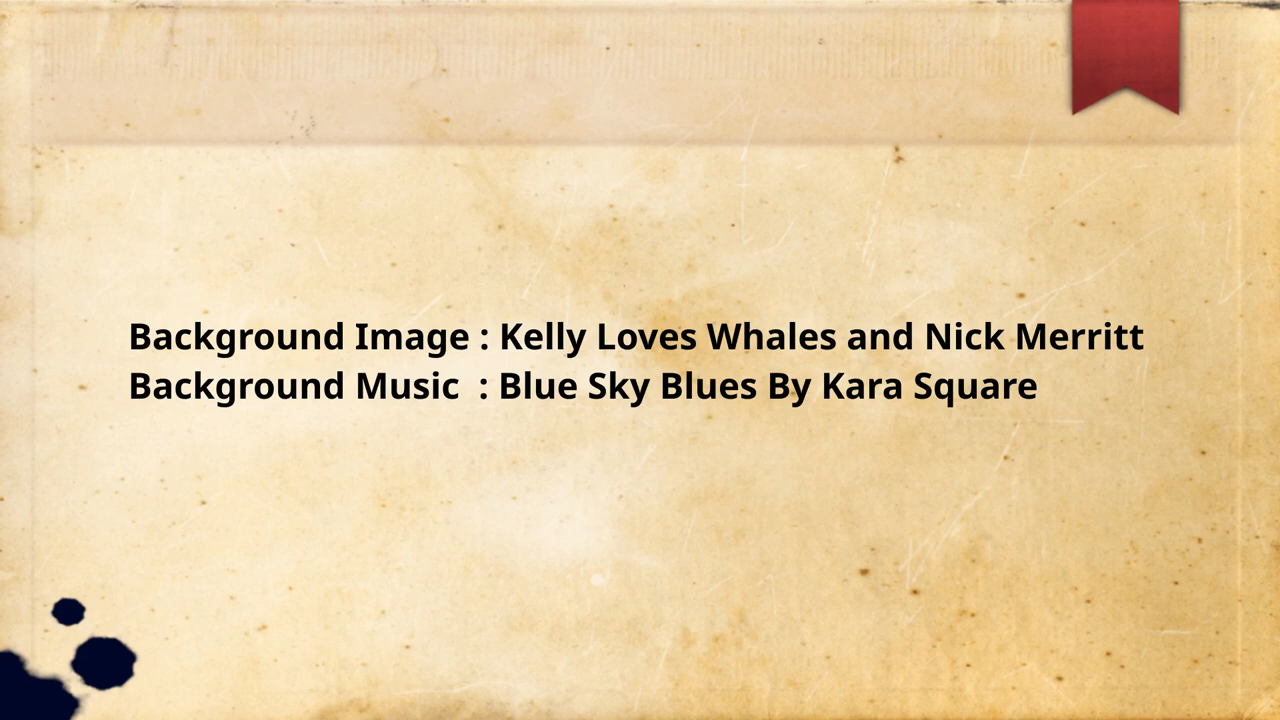 Background Image : Kelly Loves Whales and Nick Merritt
Background Music  : Blue Sky Blues By Kara Square